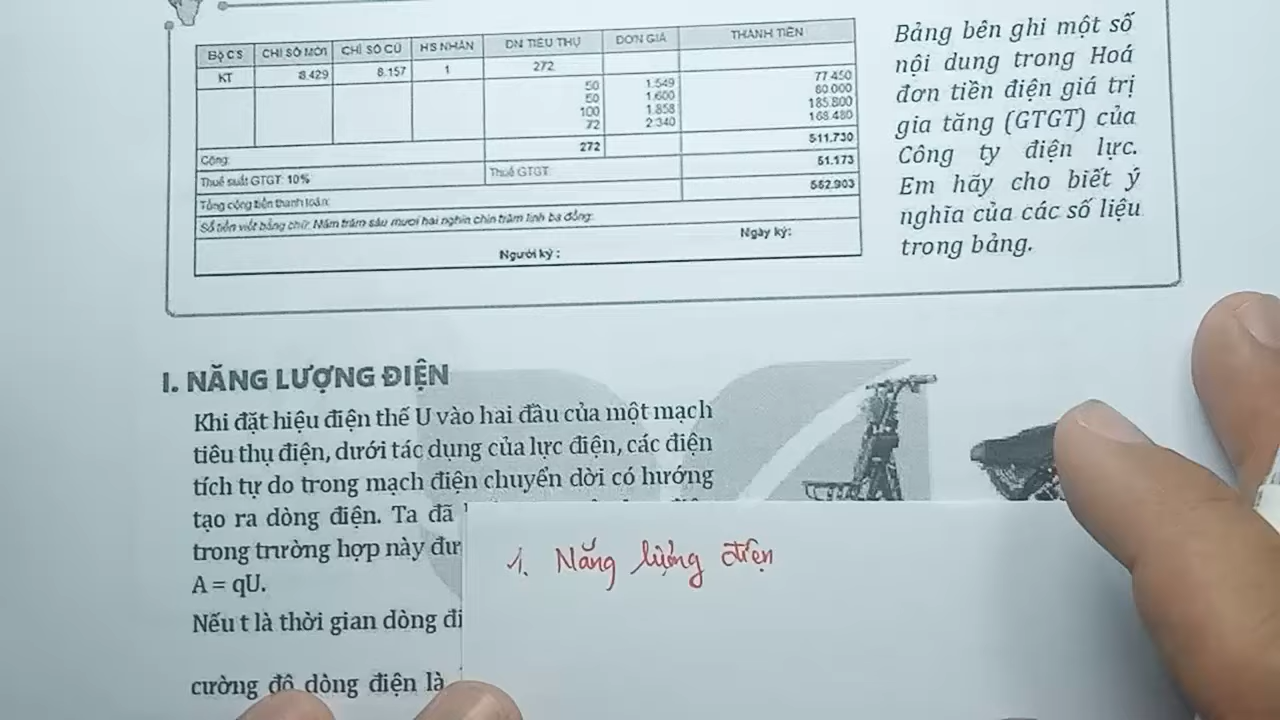 BỘ CS CHỈ SỐ MỚI CHỈ SỐ CŨ HS NHÂN ĐN TIÊU THỤ ĐƠN GIÁ THÀNH TIỀN
KT 8.429 8.157 1 272
50 1.549 77.450
50 1.600 80.000
100 1.858 185.800
72 2.340 168.480
Cộng: 272 511.730
Thuế suất GTGT: 10% Thuế GTGT: 51.173
Tổng cộng tiền thanh toán: 562.903
Số tiền viết bằng chữ: Năm trăm sáu mươi hai nghìn chín trăm linh ba đồng.
Ngày ký:
Người ký :
Bảng bên ghi một số
nội dung trong Hoá
đơn tiền điện giá trị
gia tăng (GTGT) của
Công ty điện lực.
Em hãy cho biết ý
nghĩa của các số liệu
trong bảng.
I. NĂNG LƯỢNG ĐIỆN
Khi đặt hiệu điện thế U vào hai đầu của một mạch
tiêu thụ điện, dưới tác dụng của lực điện, các điện
tích tự do trong mạch điện chuyển dời có hướng
tạo ra dòng điện. Ta đã
trong trường hợp này đư
A = qU.
Nếu t là thời gian dòng đi
cường độ dòng điện là
1. Năng lượng điện